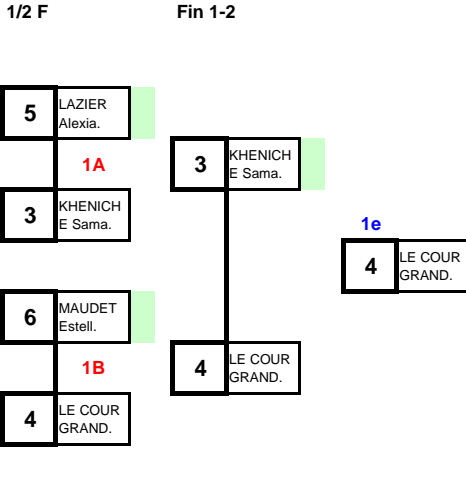 1/2 F
Fin 1-2
5
LAZIER
Alexia.
1A
3
KHENICH
E Sama.
3
KHENICH
E Sama.
1e
4
LE COUR
GRAND.
6
MAUDET
Estell.
1B
4
LE COUR
GRAND.
4
LE COUR
GRAND.